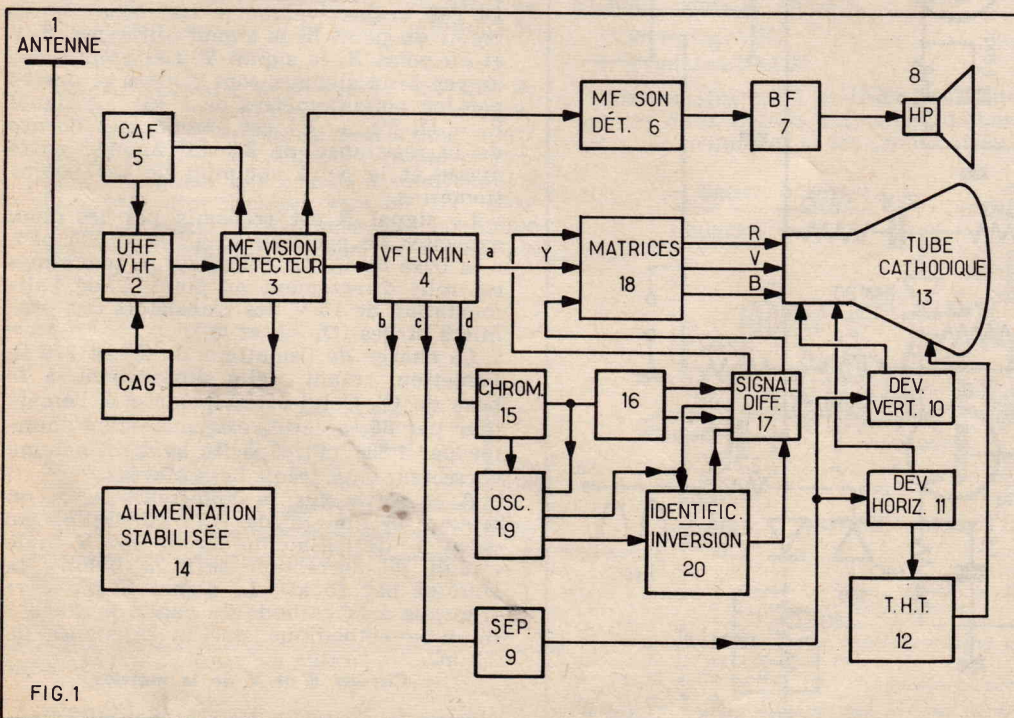 1
ANTENNE
CAF
5
UHF
VHF
2
CAG
MF VISION
DETECTEUR
3
VF LUMIN.
4
a
b
c
d
Y
MF SON
DÉT. 6
BF
7
8
HP
MATRICES
18
R
V
B
TUBE
CATHODIQUE
13
CHROM.
15
16
SIGNAL
DIFF.
17
DEV.
VERT. 10
OSC.
19
IDENTIFIC.
INVERSION
20
DEV.
HORIZ. 11
ALIMENTATION
STABILISÉE
14
SEP.
9
T.H.T.
12
FIG.1